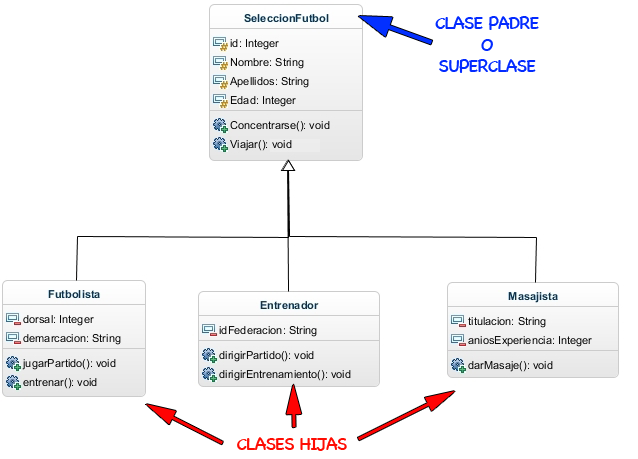 SeleccionFutbol
id: Integer
Nombre: String
Apellidos: String
Edad: Integer
Concentrarse(): void
Viajar(): void
CLASE PADRE
O
SUPERCLASE
Futbolista
dorsal: Integer
demarcacion: String
jugarPartido(): void
entrenar(): void
Entrenador
idFederacion: String
dirigirPartido(): void
dirigirEntrenamiento(): void
Masajista
titulacion: String
aniosExperiencia: Integer
darMasaje(): void
CLASES HIJAS